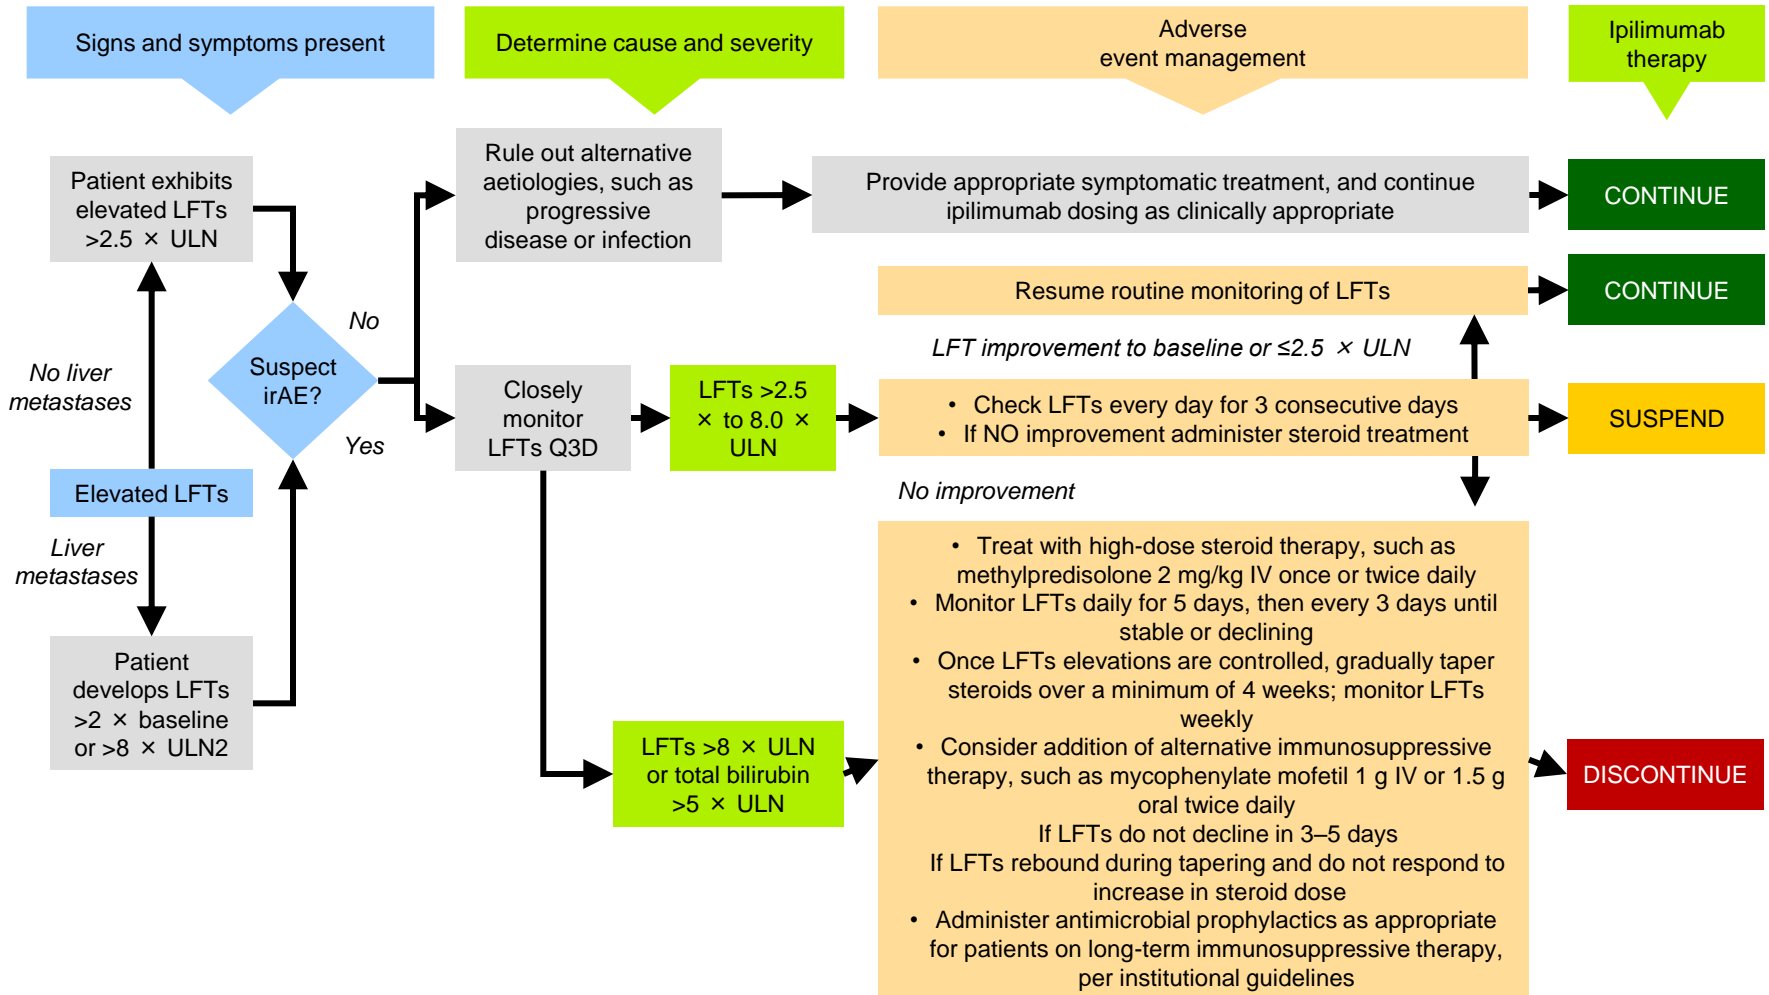 Signs and symptoms present
Determine cause and severity
Adverse
event management
Ipilimumab
therapy
Patient exhibits
elevated LFTs
>2.5 × ULN
Rule out alternative
aetiologies, such as
progressive
disease or infection
Provide appropriate symptomatic treatment, and continue
ipilimumab dosing as clinically appropriate
CONTINUE
Resume routine monitoring of LFTs
CONTINUE
No
LFT improvement to baseline or ≤2.5 × ULN
No liver
metastases
Suspect
irAE?
Closely
monitor
LFTs Q3D
LFTs >2.5
× to 8.0 ×
ULN
• Check LFTs every day for 3 consecutive days
• If NO improvement administer steroid treatment
SUSPEND
Yes
Elevated LFTs
No improvement
Liver
metastases
Patient
develops LFTs
>2 × baseline
or >8 × ULN2
LFTs >8 × ULN
or total bilirubin
>5 × ULN
• Treat with high-dose steroid therapy, such as
methylpredisolone 2 mg/kg IV once or twice daily
• Monitor LFTs daily for 5 days, then every 3 days until
stable or declining
• Once LFTs elevations are controlled, gradually taper
steroids over a minimum of 4 weeks; monitor LFTs
weekly
• Consider addition of alternative immunosuppressive
therapy, such as mycophenylate mofetil 1 g IV or 1.5 g
oral twice daily
If LFTs do not decline in 3–5 days
If LFTs rebound during tapering and do not respond to
increase in steroid dose
• Administer antimicrobial prophylactics as appropriate
for patients on long-term immunosuppressive therapy,
per institutional guidelines
DISCONTINUE